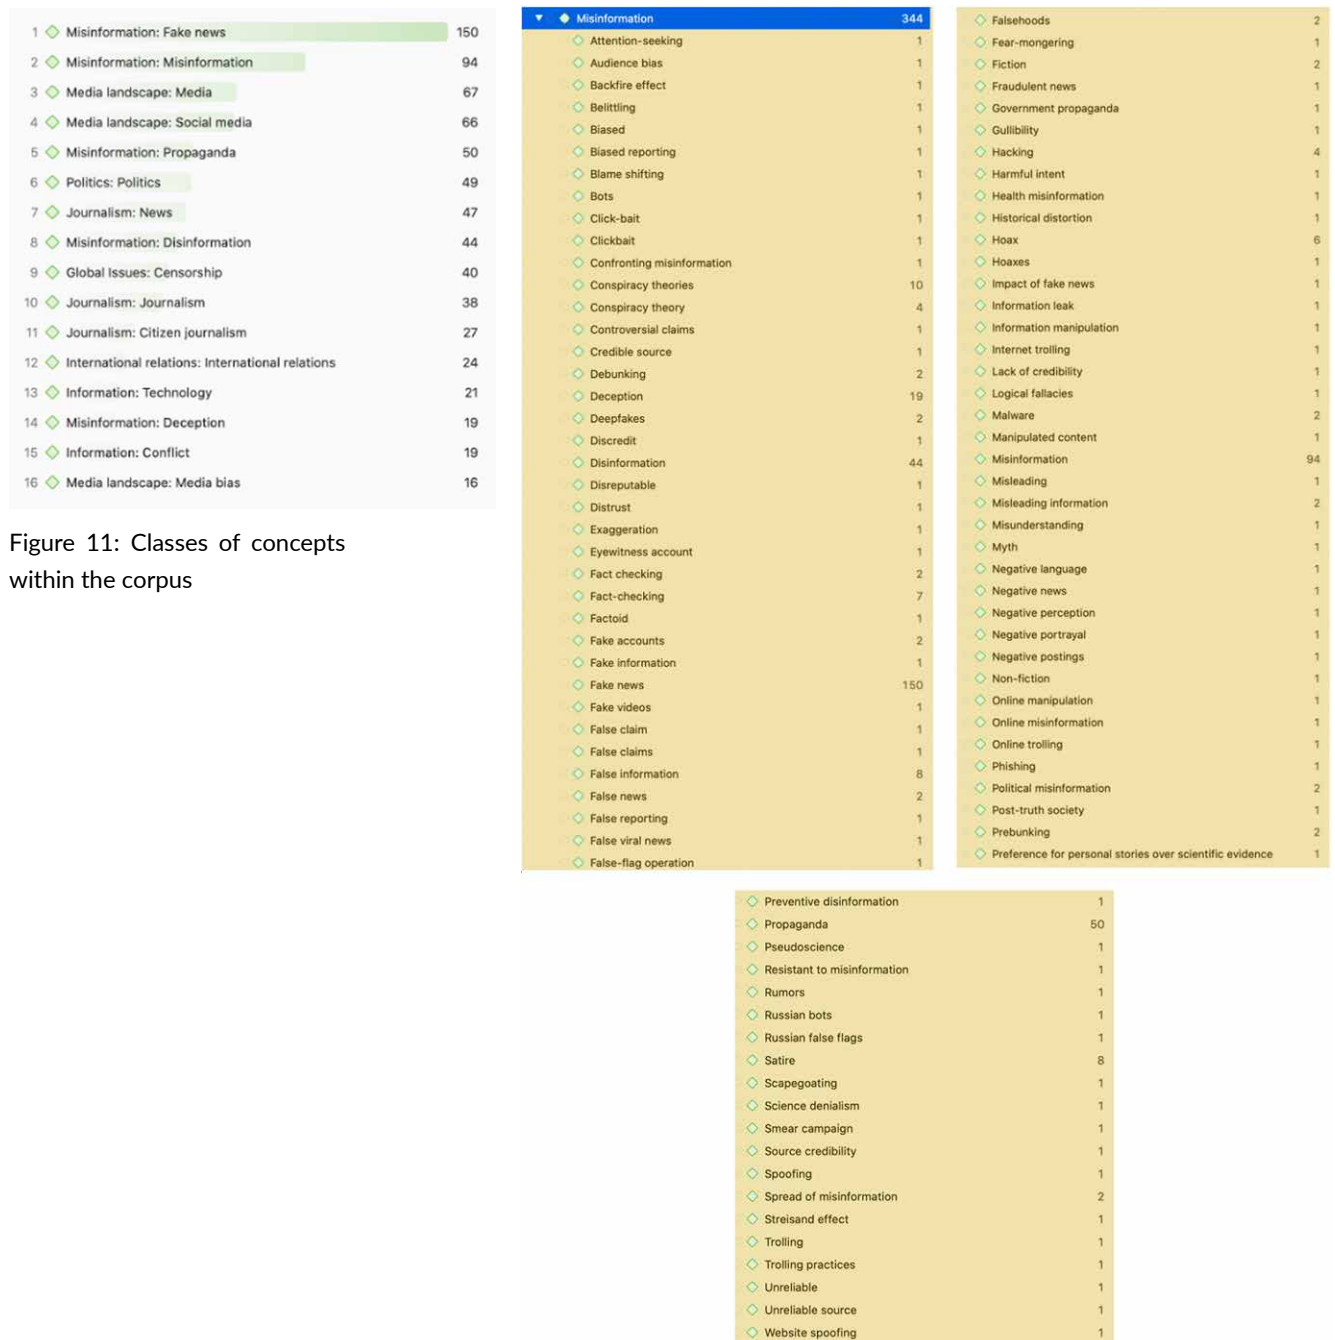 1 Misinformation: Fake news 150
2 Misinformation: Misinformation 94
3 Media landscape: Media 67
4 Media landscape: Social media 66
5 Misinformation: Propaganda 50
6 Politics: Politics 49
7 Journalism: News 47
8 Misinformation: Disinformation 44
9 Global Issues: Censorship 40
10 Journalism: Journalism 38
11 Journalism: Citizen journalism 27
12 International relations: International relations 24
13 Information: Technology 21
14 Misinformation: Deception 19
15 Information: Conflict 19
16 Media landscape: Media bias 16
Figure 11: Classes of concepts
within the corpus
Misinformation 344
Attention-seeking 1
Audience bias 1
Backfire effect 1
Belittling 1
Biased 1
Biased reporting 1
Blame shifting 1
Bots 1
Click-bait 1
Clickbait 1
Confronting misinformation 1
Conspiracy theories 10
Conspiracy theory 4
Controversial claims 1
Credible source 1
Debunking 2
Deception 19
Deepfakes 2
Discredit 1
Disinformation 44
Disreputable 1
Distrust 1
Exaggeration 1
Eyewitness account 1
Fact checking 2
Fact-checking 7
Factoid 1
Fake accounts 2
Fake information 1
Fake news 150
Fake videos 1
False claim 1
False claims 1
False information 8
False news 2
False reporting 1
False viral news 1
False-flag operation 1
Falsehoods 2
Fear-mongering 1
Fiction 2
Fraudulent news 1
Government propaganda 1
Gullibility 1
Hacking 4
Harmful intent 1
Health misinformation 1
Historical distortion 1
Hoax 6
Hoaxes 1
Impact of fake news 1
Information leak 1
Information manipulation 1
Internet trolling 1
Lack of credibility 1
Logical fallacies 1
Malware 2
Manipulated content 1
Misinformation 94
Misleading 1
Misleading information 2
Misunderstanding 1
Myth 1
Negative language 1
Negative news 1
Negative perception 1
Negative portrayal 1
Negative postings 1
Non-fiction 1
Online manipulation 1
Online misinformation 1
Online trolling 1
Phishing 1
Political misinformation 2
Post-truth society 1
Prebunking 2
Preference for personal stories over scientific evidence 1
Preventive disinformation 1
Propaganda 50
Pseudoscience 1
Resistant to misinformation 1
Rumors 1
Russian bots 1
Russian false flags 1
Satire 8
Scapegoating 1
Science denialism 1
Smear campaign 1
Source credibility 1
Spoofing 1
Spread of misinformation 2
Streisand effect 1
Trolling 1
Trolling practices 1
Unreliable 1
Unreliable source 1
Website spoofing 1